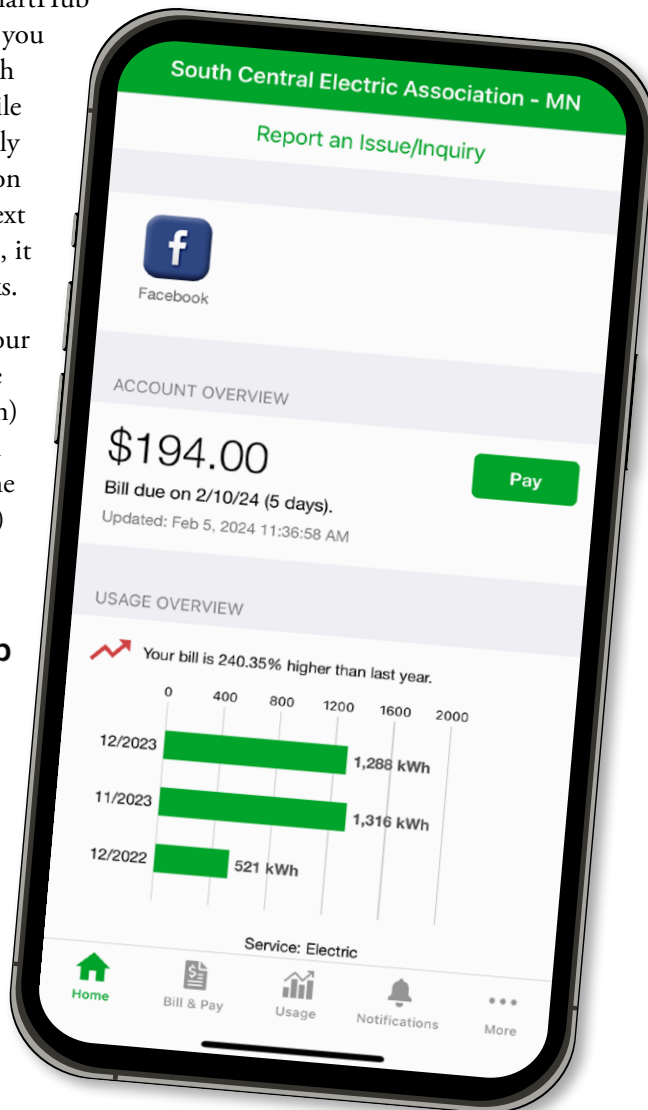 you
it
our
South Central Electric Association - MN
Report an Issue/Inquiry
Facebook
ACCOUNT OVERVIEW
$194.00
Pay
Bill due on 2/10/24 (5 days).
Updated: Feb 5, 2024 11:36:58 AM
USAGE OVERVIEW
Your bill is 240.35% higher than last year.
0 400 800 1200 1600 2000
12/2023 1,288 kWh
11/2023 1,316 kWh
12/2022 521 kWh
Service: Electric
Home Bill & Pay Usage Notifications More